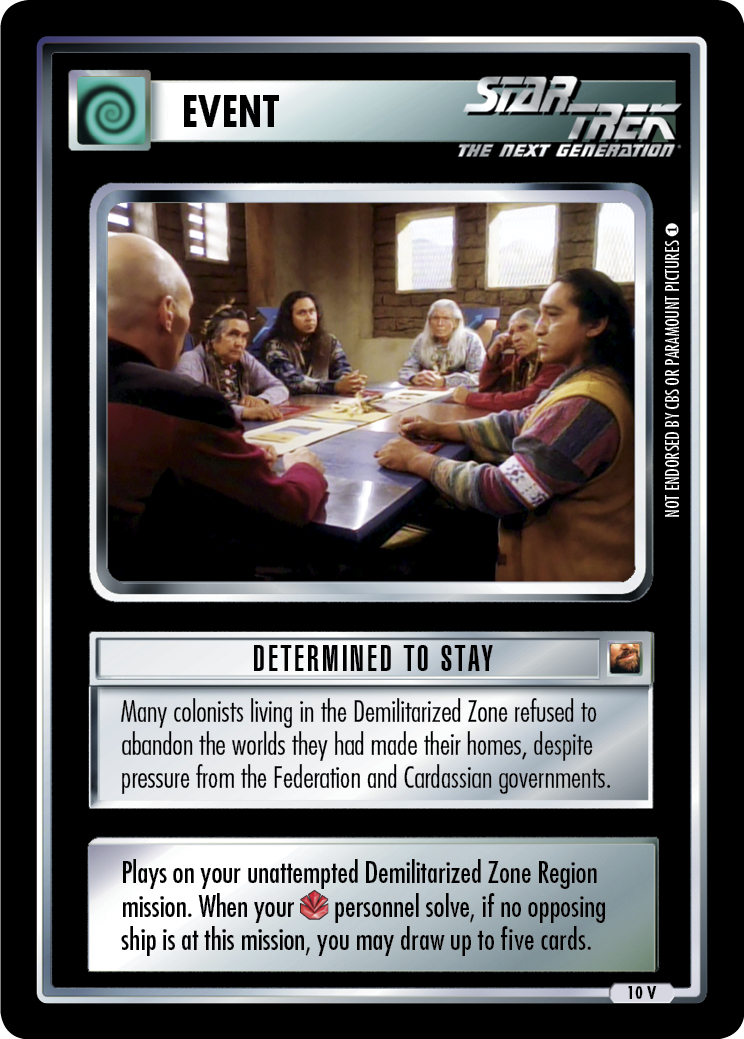 EVENT
STAR TREK
THE NEXT GENERATION
NOT ENDORSED BY CBS OR PARAMOUNT PICTURES 1
DETERMINED TO STAY
Many colonists living in the Demilitarized Zone refused to
abandon the worlds they had made their homes, despite
pressure from the Federation and Cardassian governments.
Plays on your unattempted Demilitarized Zone Region
mission. When your personnel solve, if no opposing
ship is at this mission, you may draw up to five cards.
10 V